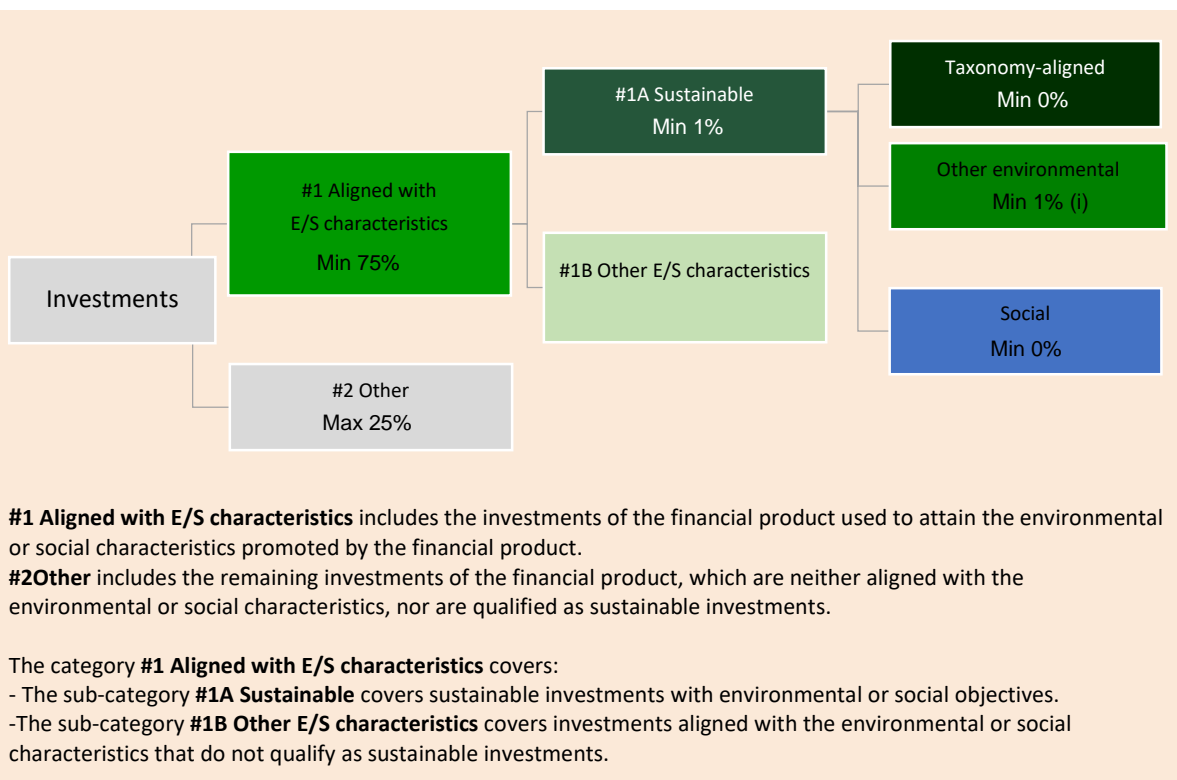 Investments
#1 Aligned with
E/S characteristics
Min 75%
#2 Other
Max 25%
#1A Sustainable
Min 1%
#1B Other E/S characteristics
Taxonomy-aligned
Min 0%
Other environmental
Min 1% (i)
Social
Min 0%
#1 Aligned with E/S characteristics includes the investments of the financial product used to attain the environmental
or social characteristics promoted by the financial product.
#2Other includes the remaining investments of the financial product, which are neither aligned with the
environmental or social characteristics, nor are qualified as sustainable investments.
The category #1 Aligned with E/S characteristics covers:
- The sub-category #1A Sustainable covers sustainable investments with environmental or social objectives.
-The sub-category #1B Other E/S characteristics covers investments aligned with the environmental or social
characteristics that do not qualify as sustainable investments.